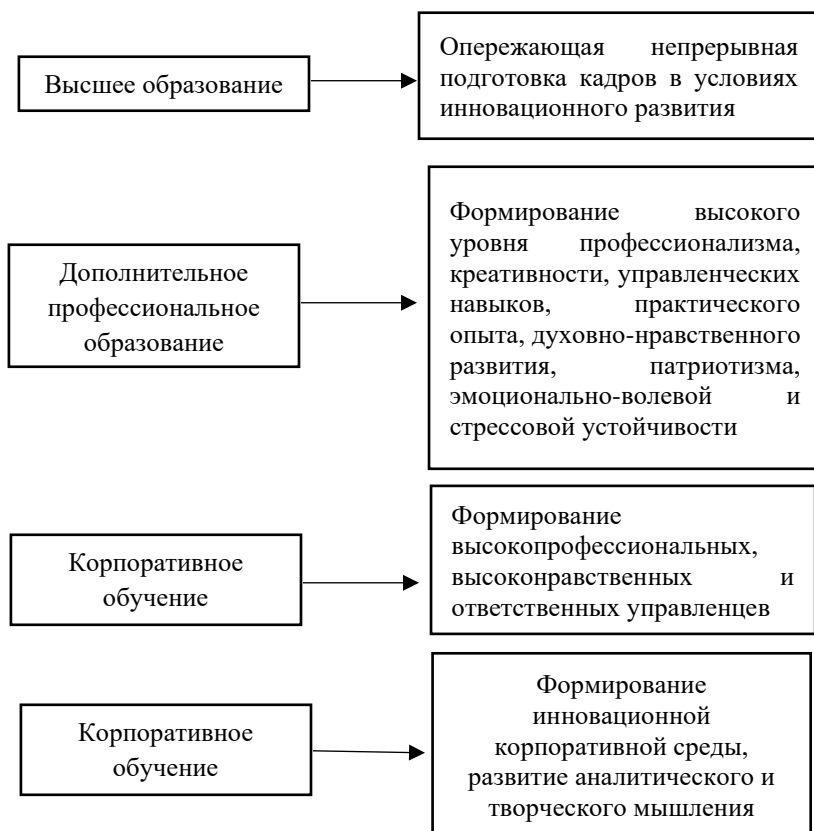 Высшее образование
Опережающая непрерывная
подготовка кадров в условиях
инновационного развития
Дополнительное
профессиональное
образование
Формирование высокого
уровня профессионализма,
креативности, управленческих
навыков, практического
опыта, духовно-нравственного
развития, патриотизма,
эмоционально-волевой и
стрессовой устойчивости
Корпоративное
обучение
Формирование
высокопрофессиональных,
высоконравственных и
ответственных управленцев
Корпоративное
обучение
Формирование
инновационной
корпоративной среды,
развитие аналитического и
творческого мышления